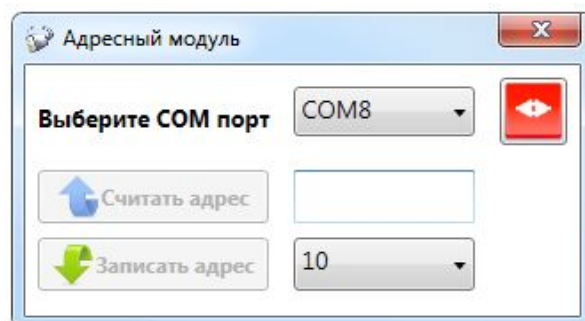 Адресный модуль
Выберите COM порт COM8
Считать адрес
Записать адрес 10